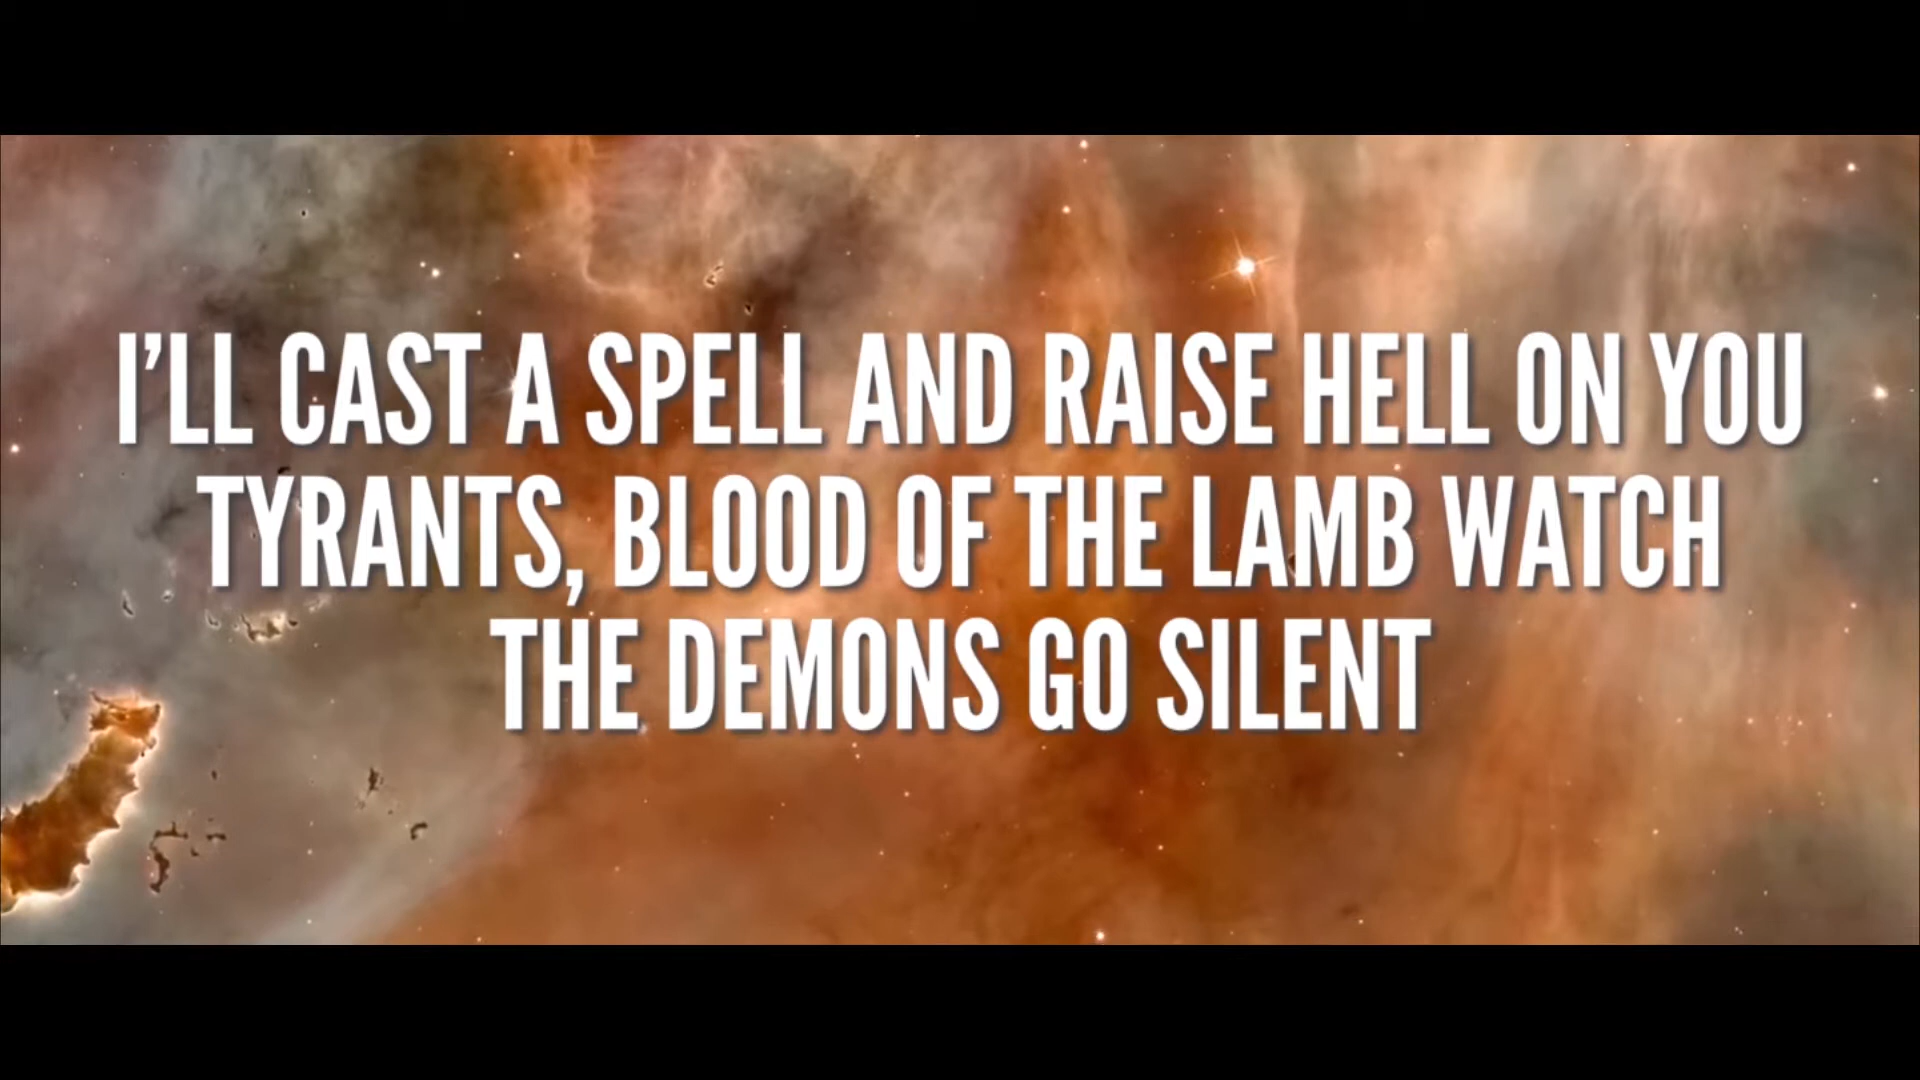 I’LL CAST A SPELL AND RAISE HELL ON YOU
TYRANTS, BLOOD OF THE LAMB WATCH
THE DEMONS GO SILENT